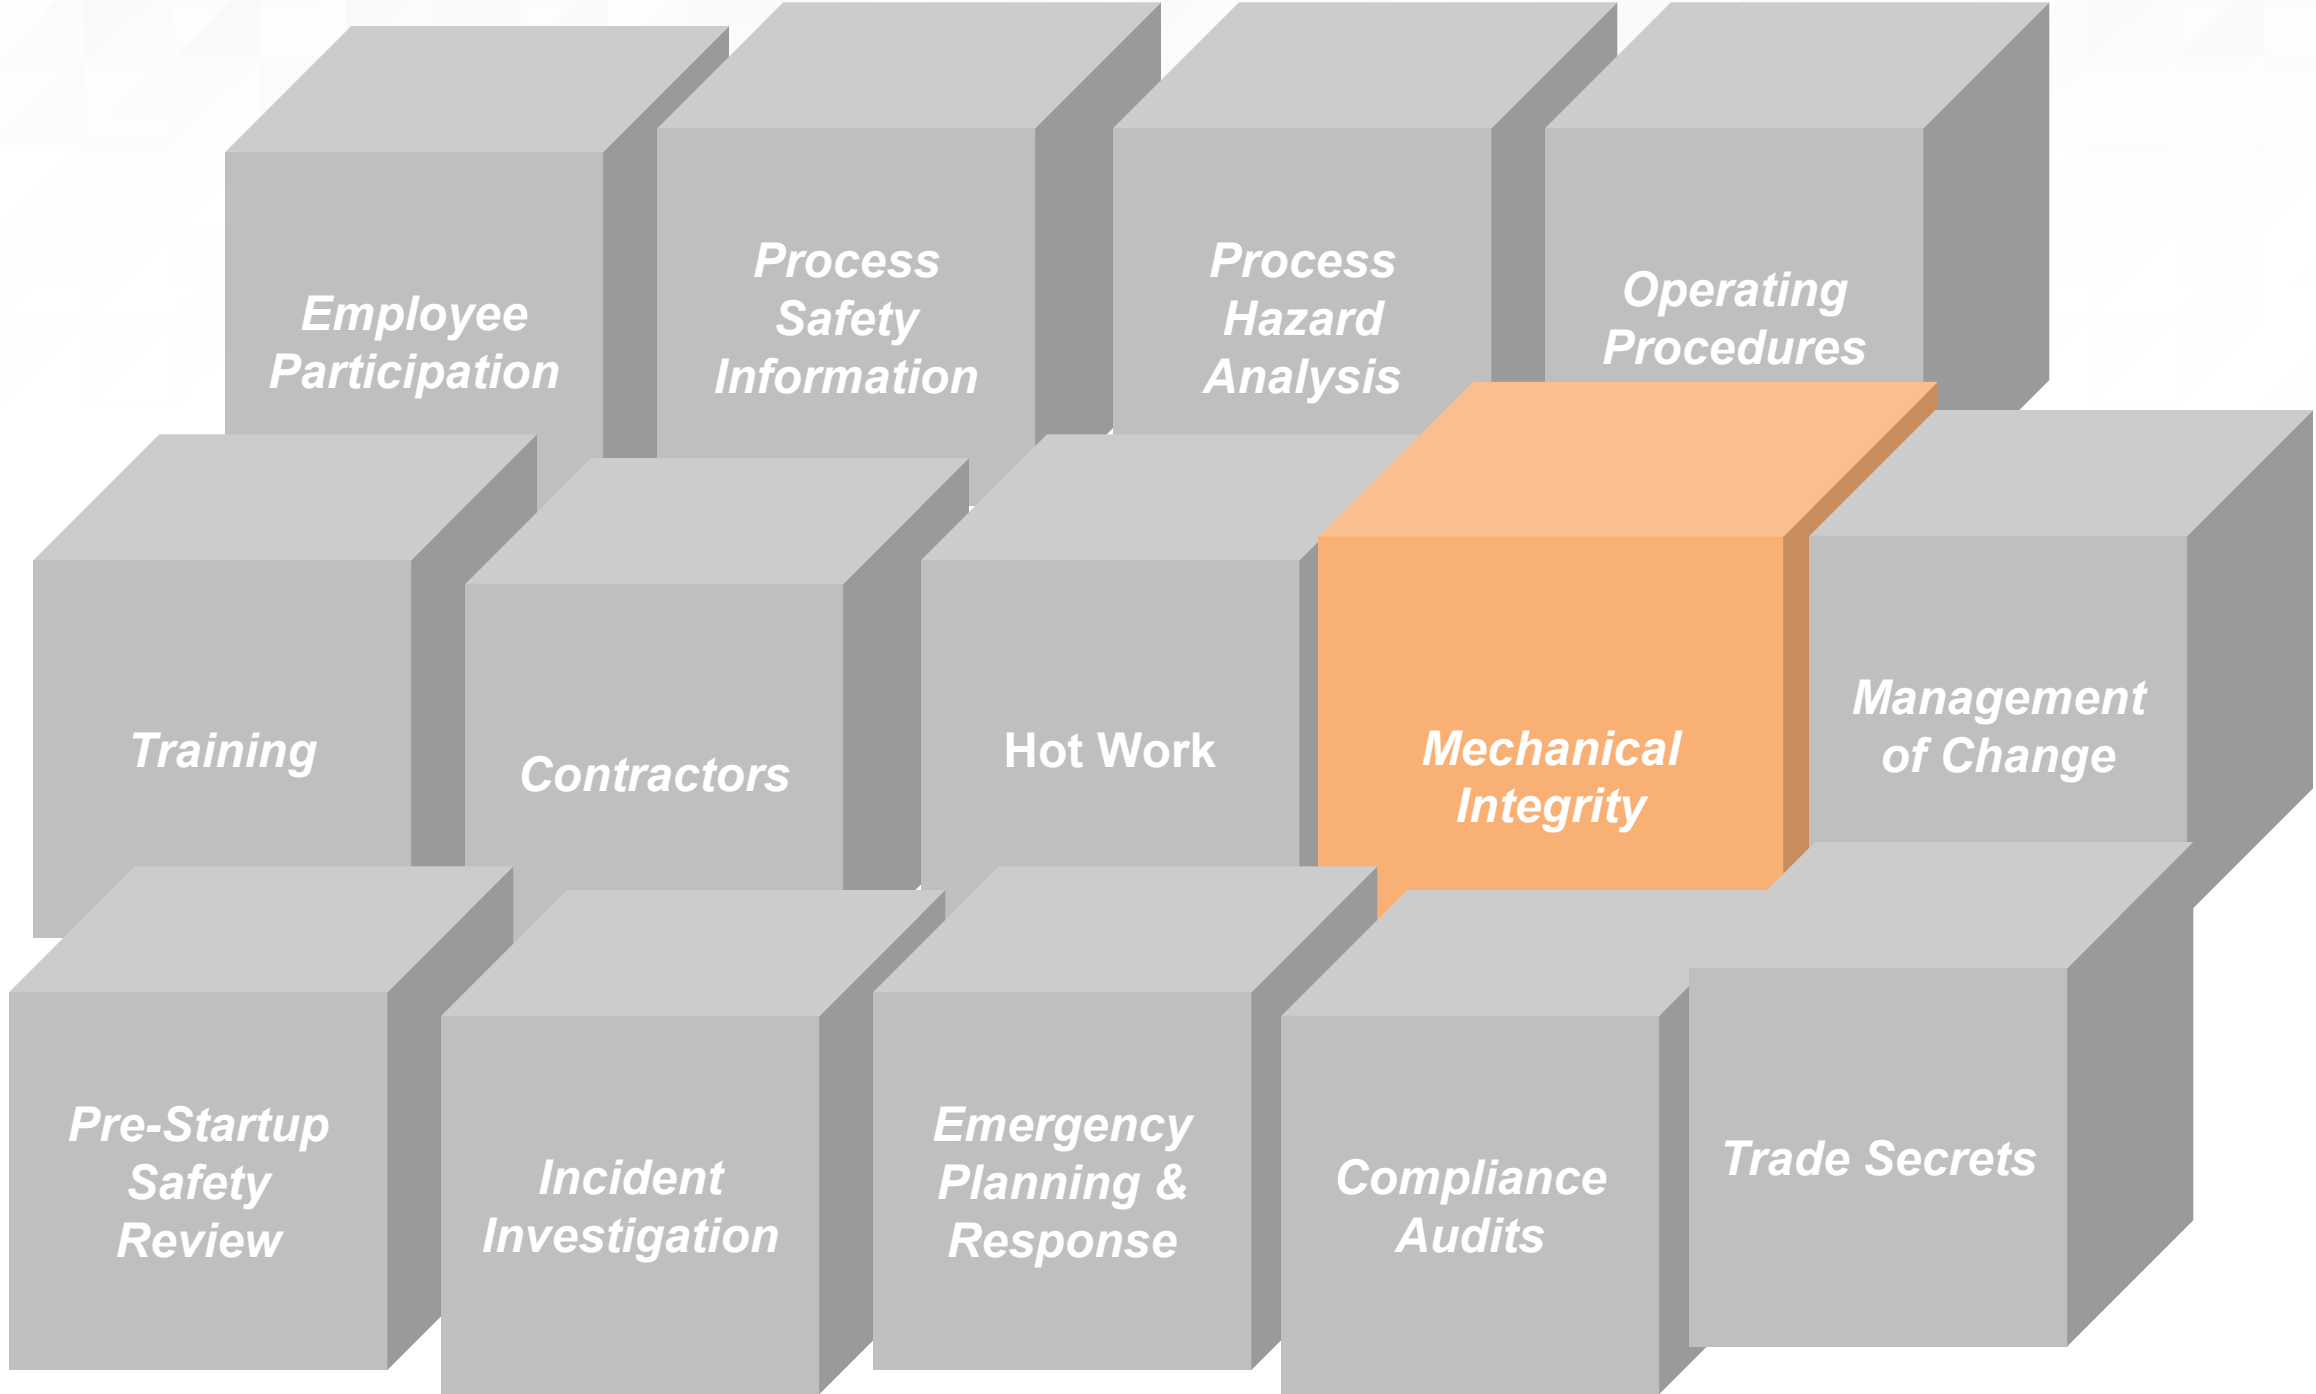 Employee
Participation
Process
Safety
Information
Process
Hazard
Analysis
Operating
Procedures
Training
Contractors
Hot Work
Mechanical
Integrity
Management
of Change
Pre-Startup
Safety
Review
Incident
Investigation
Emergency
Planning &
Response
Compliance
Audits
Trade Secrets